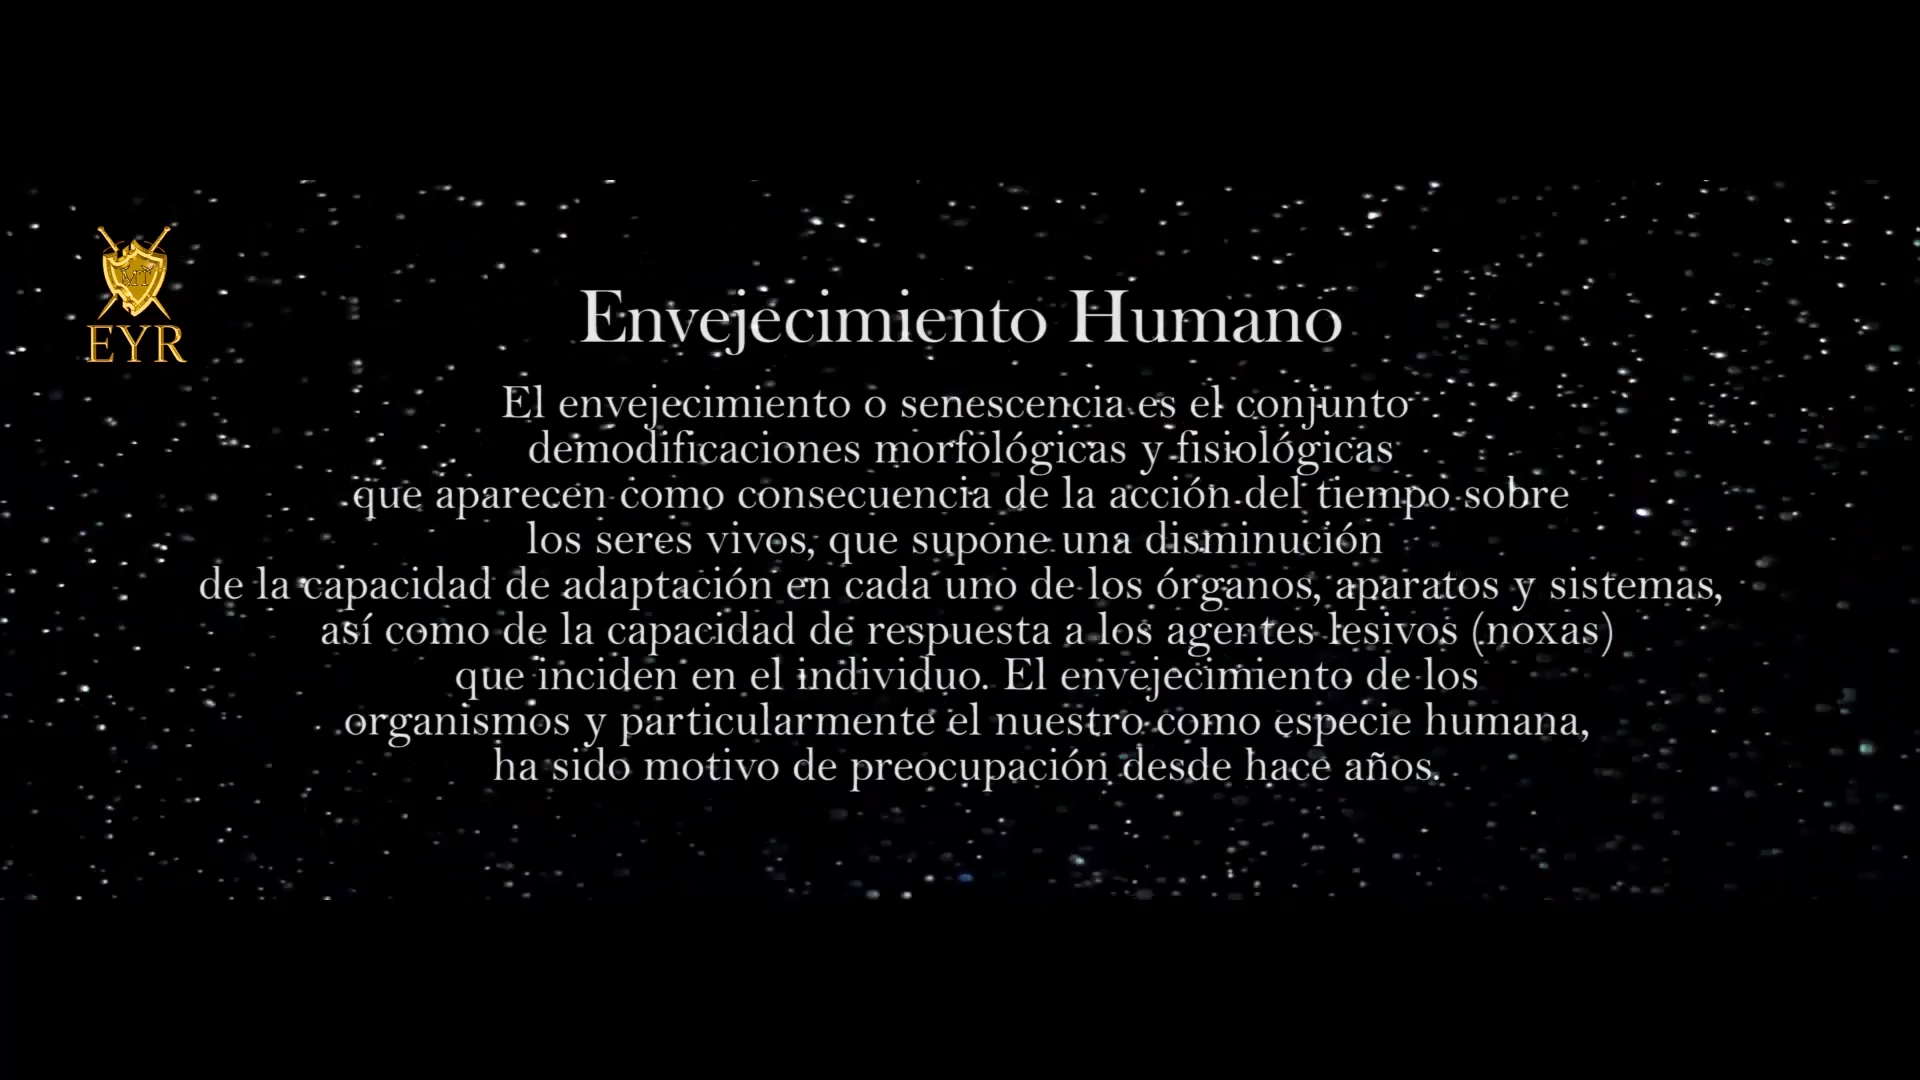 EYR
Envejecimiento Humano
El envejecimiento o senescencia es el conjunto
demodificaciones morfológicas y fisiológicas
que aparecen como consecuencia de la acción del tiempo sobre
los seres vivos, que supone una disminución
de la capacidad de adaptación en cada uno de los órganos, aparatos y sistemas,
así como de la capacidad de respuesta a los agentes lesivos (noxas)
que inciden en el individuo. El envejecimiento de los
organismos y particularmente el nuestro como especie humana,
ha sido motivo de preocupación desde hace años.